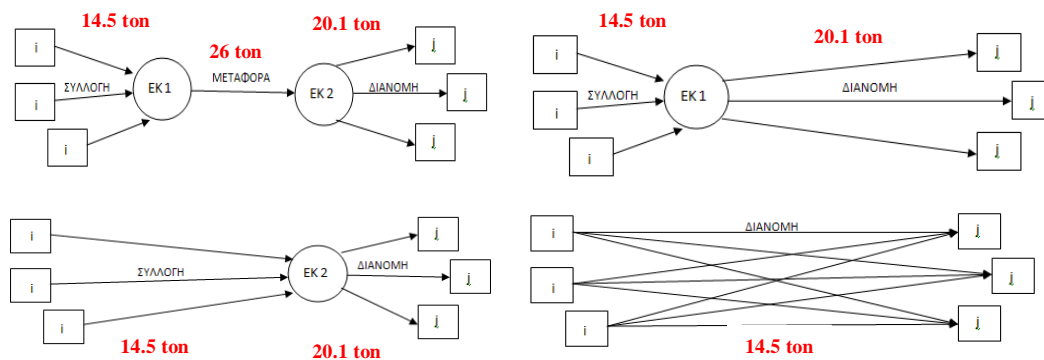 14.5 ton
20.1 ton
26 ton
i
i
i
ΣΥΛΛΟΓΗ
ΕΚ 1
ΜΕΤΑΦΟΡΑ
ΕΚ 2
ΔΙΑΝΟΜΗ
j
j
j
14.5 ton
20.1 ton
i
i
i
ΣΥΛΛΟΓΗ
ΕΚ 1
ΔΙΑΝΟΜΗ
j
j
j
i
i
i
ΣΥΛΛΟΓΗ
ΕΚ 2
ΔΙΑΝΟΜΗ
j
j
j
14.5 ton
20.1 ton
i
i
i
ΔΙΑΝΟΜΗ
j
j
j
14.5 ton